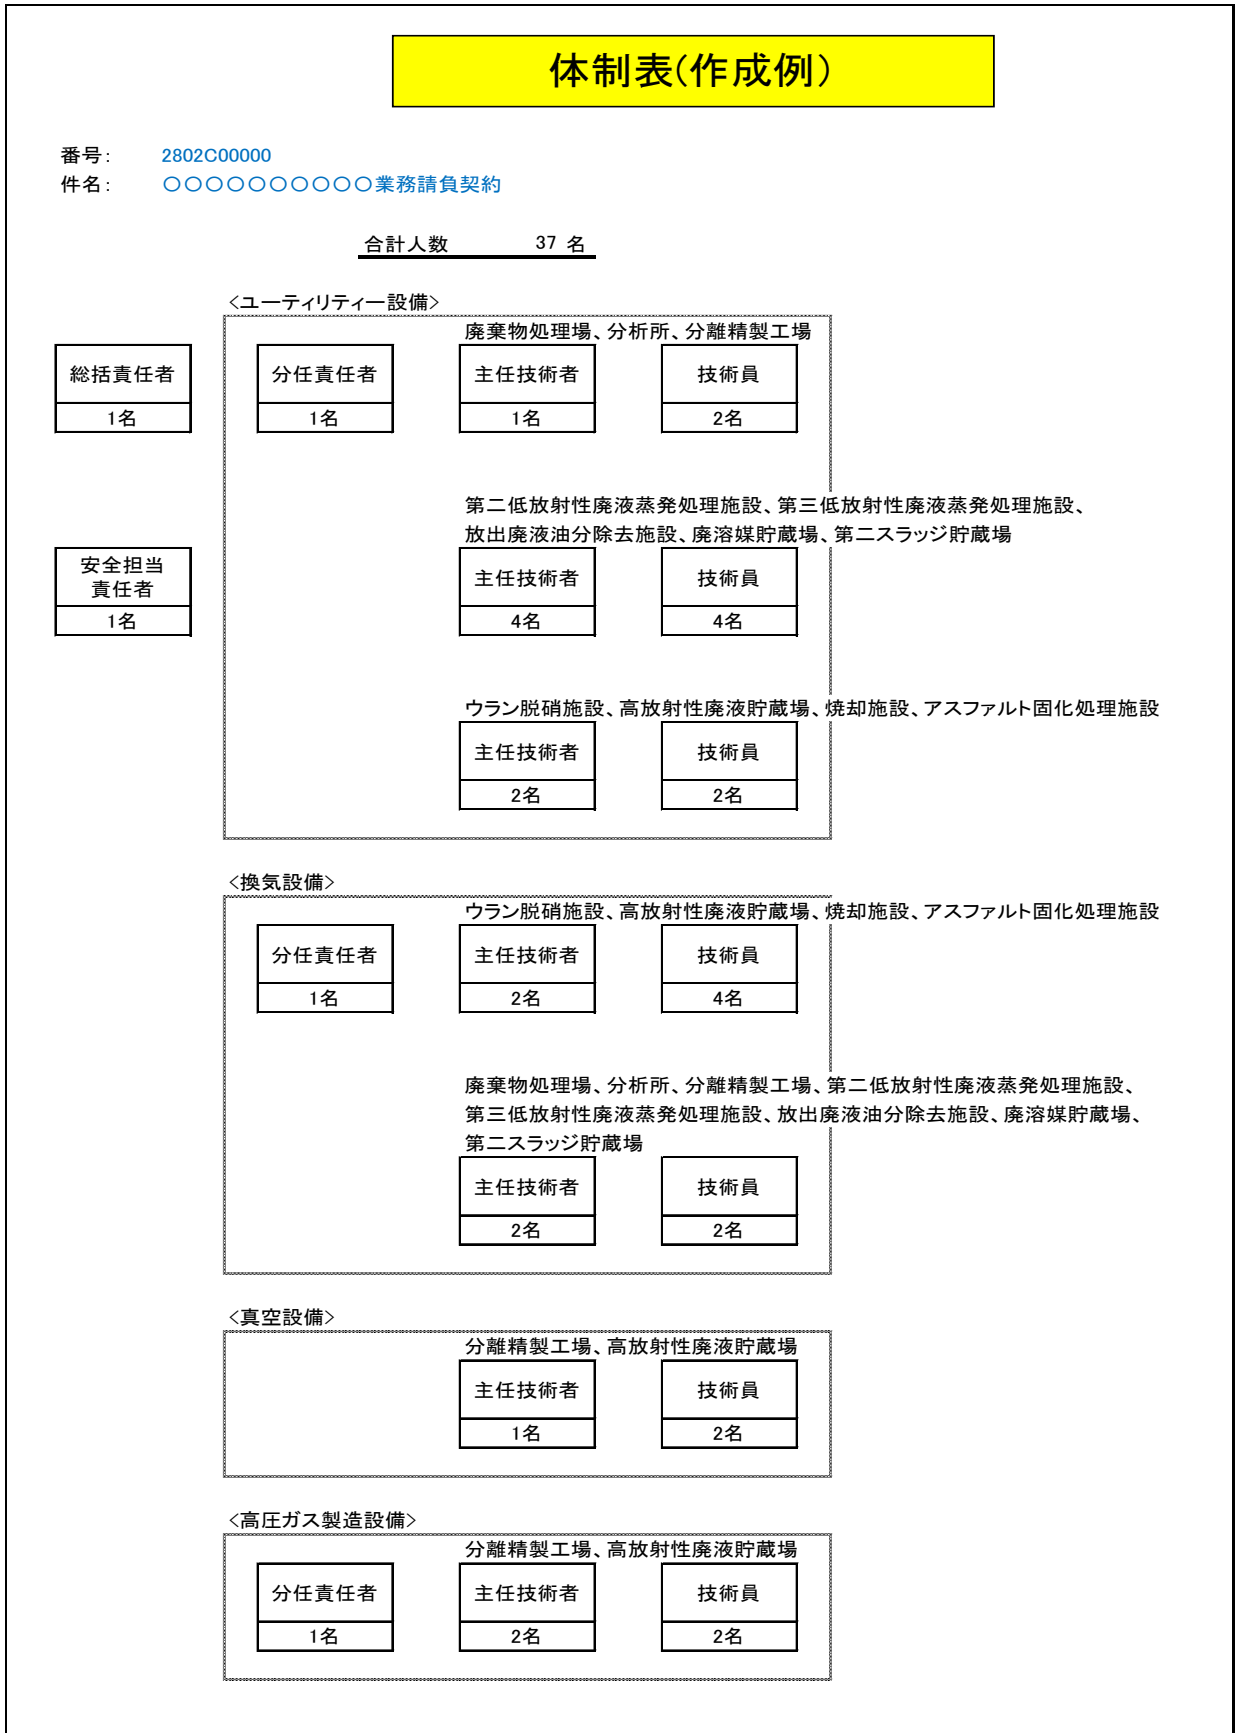 体制表(作成例)
番号: 2802C00000
件名: 〇〇〇〇〇〇〇〇〇〇業務請負契約
合計人数 37 名
<ユーティリティー設備>
廃棄物処理場、分析所、分離精製工場
総括責任者 分任責任者 主任技術者 技術員
1名 1名 1名 2名
第二低放射性廃液蒸発処理施設、第三低放射性廃液蒸発処理施設、
放出廃液油分除去施設、廃溶媒貯蔵場、第二スラッジ貯蔵場
安全担当
責任者 主任技術者 技術員
1名 4名 4名
ウラン脱硝施設、高放射性廃液貯蔵場、焼却施設、アスファルト固化処理施設
主任技術者 技術員
2名 2名
<換気設備>
ウラン脱硝施設、高放射性廃液貯蔵場、焼却施設、アスファルト固化処理施設
分任責任者 主任技術者 技術員
1名 2名 4名
廃棄物処理場、分析所、分離精製工場、第二低放射性廃液蒸発処理施設、
第三低放射性廃液蒸発処理施設、放出廃液油分除去施設、廃溶媒貯蔵場、
第二スラッジ貯蔵場
主任技術者 技術員
2名 2名
<真空設備>
分離精製工場、高放射性廃液貯蔵場
主任技術者 技術員
1名 2名
<高圧ガス製造設備>
分離精製工場、高放射性廃液貯蔵場
分任責任者 主任技術者 技術員
1名 2名 2名